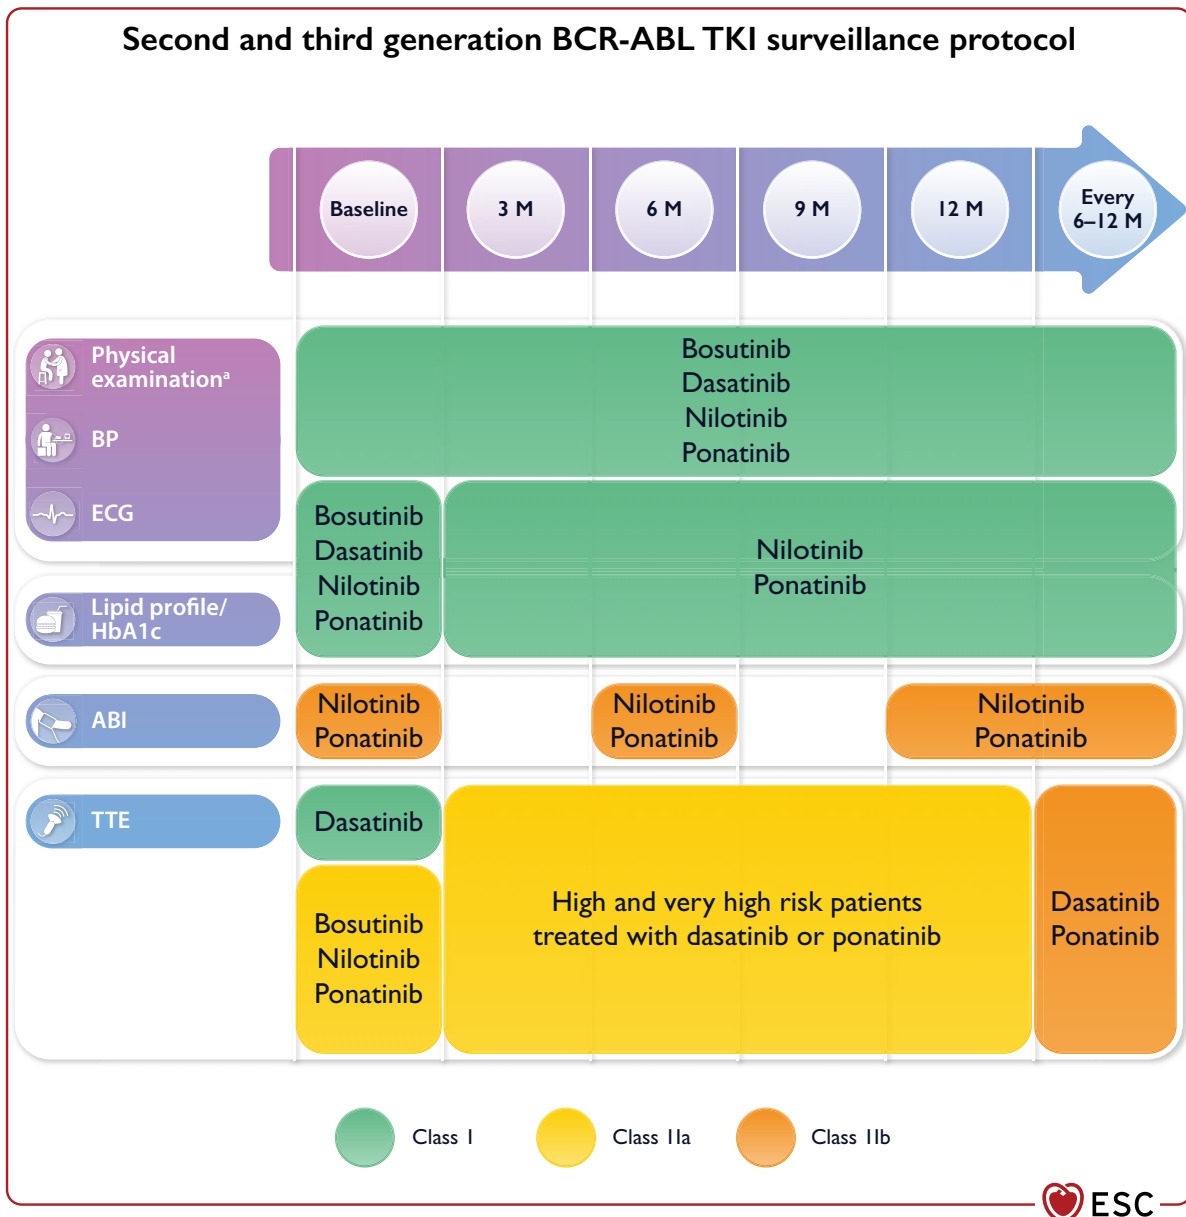 Second and third generation BCR-ABL TKI surveillance protocol
Baseline
3 M
6 M
9 M
12 M
Every
6–12 M
Physical
examinationᵃ
BP
ECG
Bosutinib
Dasatinib
Nilotinib
Ponatinib
Bosutinib
Dasatinib
Nilotinib
Ponatinib
Nilotinib
Ponatinib
Lipid profile/
HbA1c
ABI
Nilotinib
Ponatinib
Nilotinib
Ponatinib
Nilotinib
Ponatinib
TTE
Dasatinib
Bosutinib
Nilotinib
Ponatinib
High and very high risk patients
treated with dasatinib or ponatinib
Dasatinib
Ponatinib
Class 1
Class 11a
Class 11b
ESC